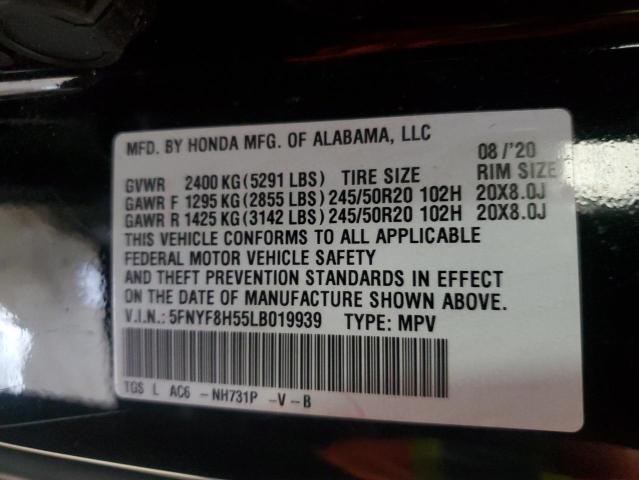 MFD. BY HONDA MFG. OF ALABAMA, LLC 08/'20
GVWR 2400 KG (5291 LBS) TIRE SIZE RIM SIZE
GAWR F 1295 KG (2855 LBS) 245/50R20 102H 20X8.0J
GAWR R 1425 KG (3142 LBS) 245/50R20 102H 20X8.0J
THIS VEHICLE CONFORMS TO ALL APPLICABLE
FEDERAL MOTOR VEHICLE SAFETY
AND THEFT PREVENTION STANDARDS IN EFFECT
ON THE DATE OF MANUFACTURE SHOWN ABOVE.
V.I.N.: 5FNYF8H55LB019939 TYPE: MPV
TGS L AC6 -NH731P -V-B